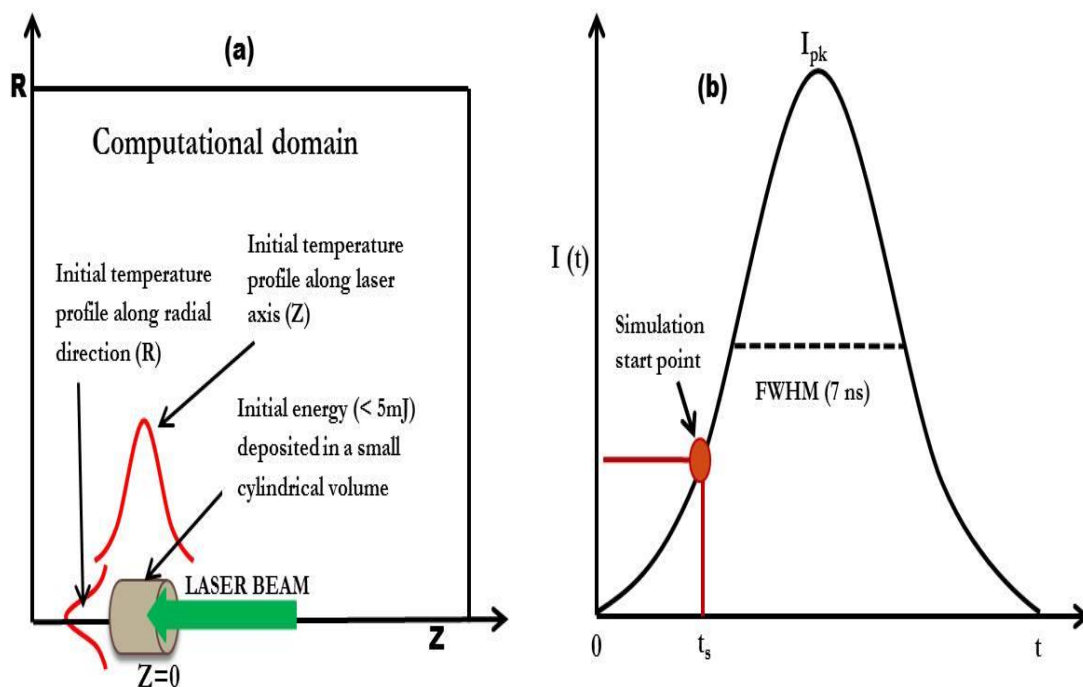 (a)
R
Computational domain
Initial temperature
profile along radial
direction (R)
Initial temperature
profile along laser
axis (Z)
Initial energy (< 5mJ)
deposited in a small
cylindrical volume
LASER BEAM
Z
Z=0
(b)
I_pk
I (t)
Simulation
start point
FWHM (7 ns)
0
t_s
t